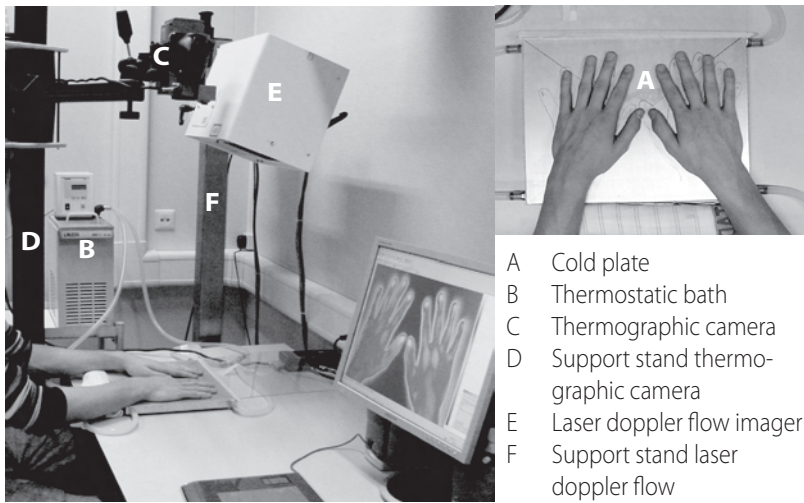 C
E
A
F
D
B
A Cold plate
B Thermostatic bath
C Thermographic camera
D Support stand thermo-
graphic camera
E Laser doppler flow imager
F Support stand laser
doppler flow